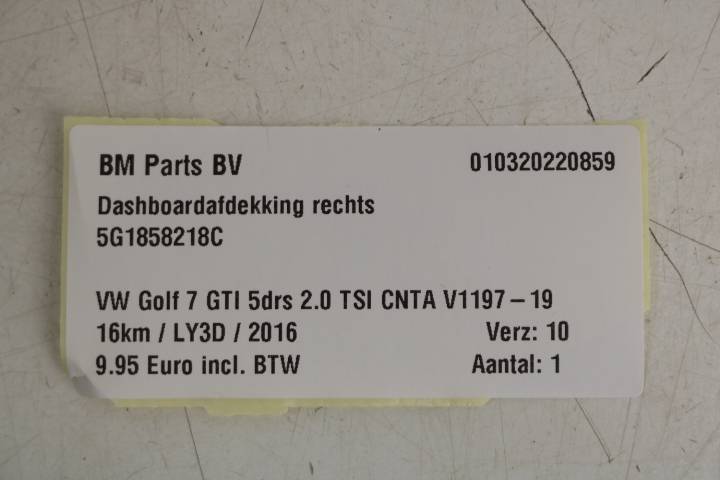 BM Parts BV 010320220859
Dashboardafdekking rechts
5G1858218C
VW Golf 7 GTI 5drs 2.0 TSI CNTA V1197-19
16km / LY3D / 2016 Verz: 10
9.95 Euro incl. BTW Aantal: 1